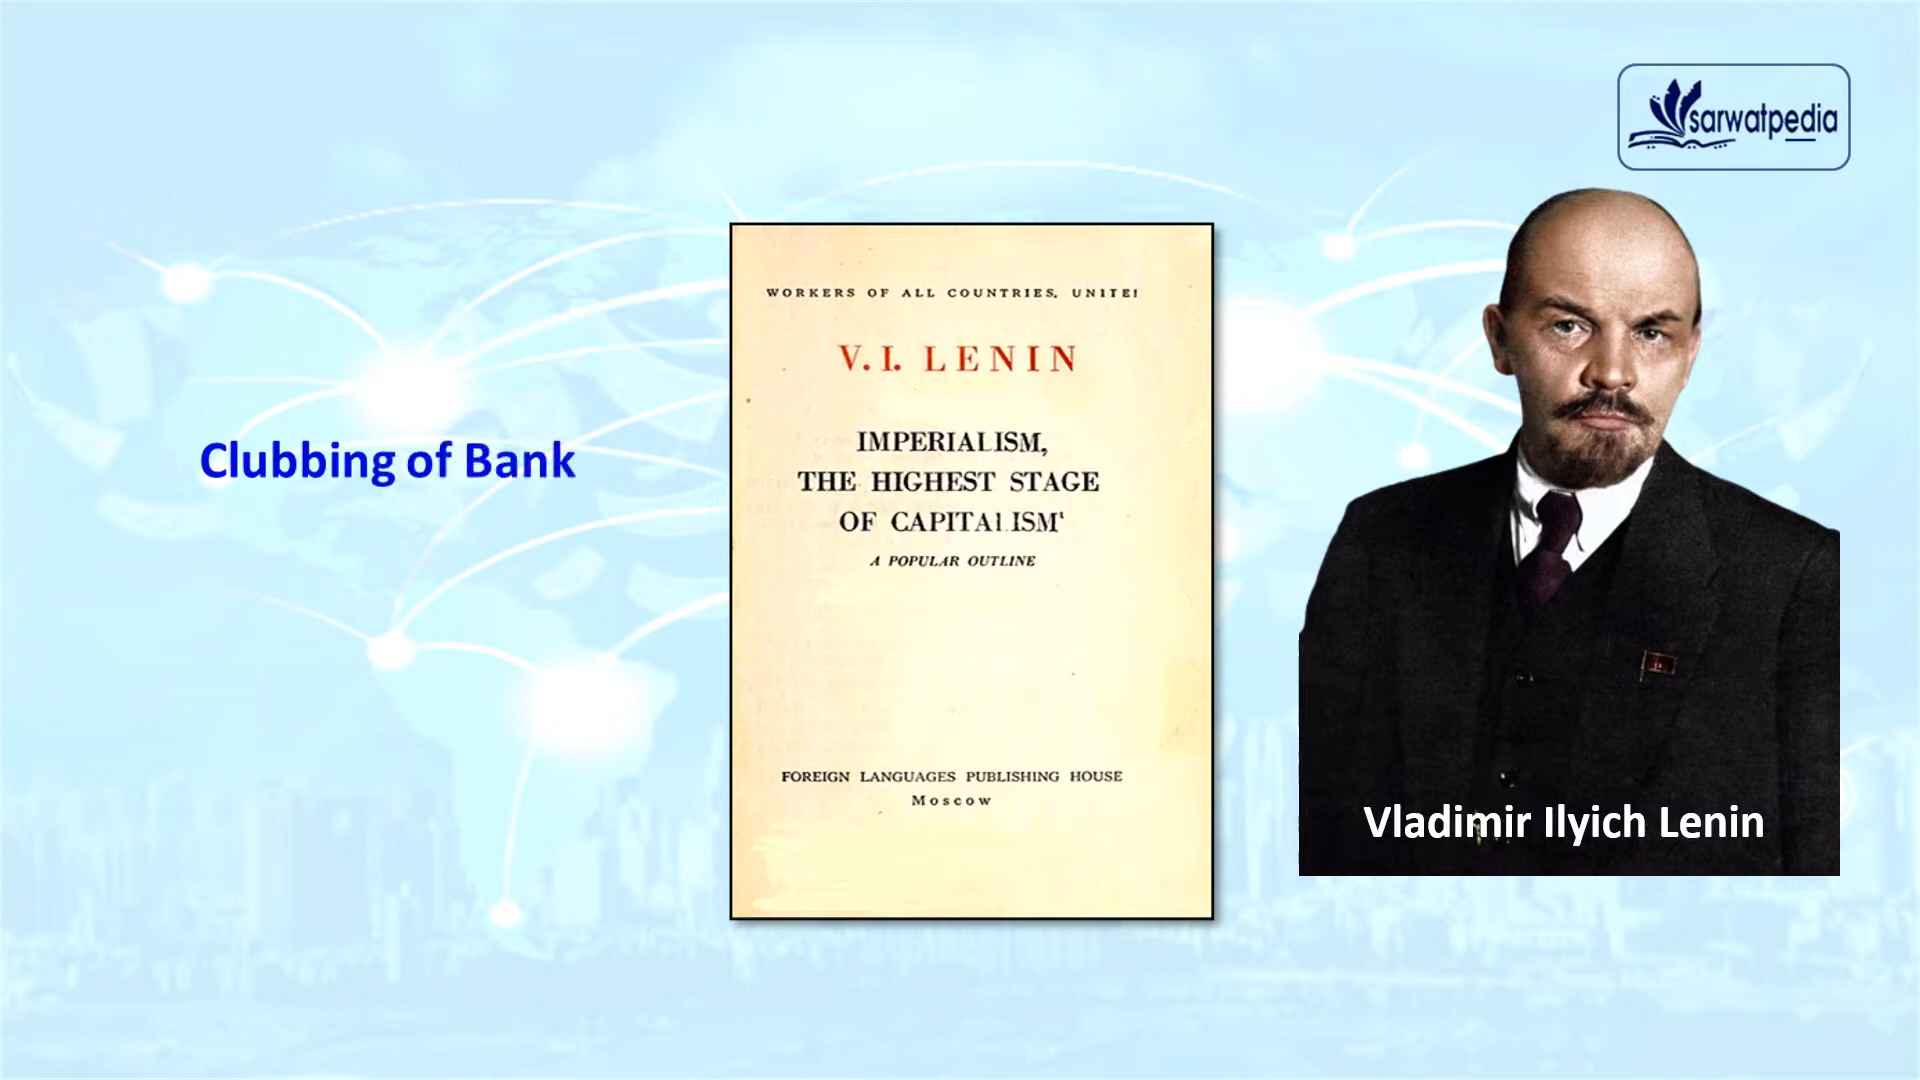 sarwatpedia
Clubbing of Bank
WORKERS OF ALL COUNTRIES, UNITE!
V. I. LENIN
IMPERIALISM,
THE HIGHEST STAGE
OF CAPITALISM¹
A POPULAR OUTLINE
FOREIGN LANGUAGES PUBLISHING HOUSE
Moscow
Vladimir Ilyich Lenin